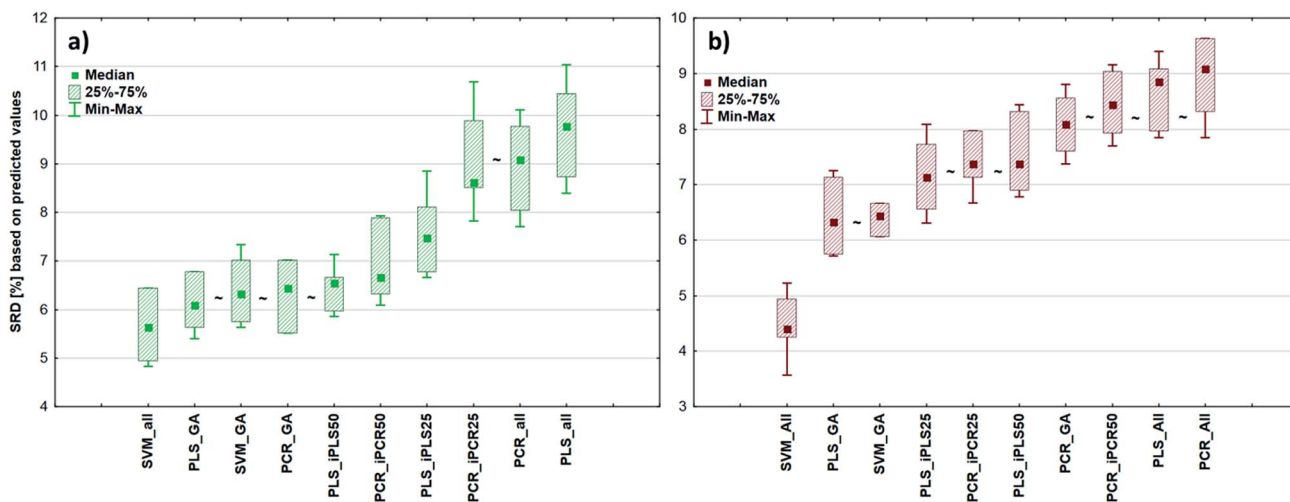 a)
Median
25%-75%
Min-Max
SRD [%] based on predicted values
12
11
10
9
8
7
6
5
4
~
~
~
~
SVM_all
PLS_GA
SVM_GA
PCR_GA
PLS_iPLS50
PCR_iPCR50
PLS_iPLS25
PCR_iPCR25
PCR_all
PLS_all
b)
Median
25%-75%
Min-Max
10
9
8
7
6
5
4
3
~
~
~
~
~
~
SVM_All
PLS_GA
SVM_GA
PLS_iPLS25
PCR_iPCR25
PLS_iPLS50
PCR_GA
PCR_iPCR50
PLS_All
PCR_All